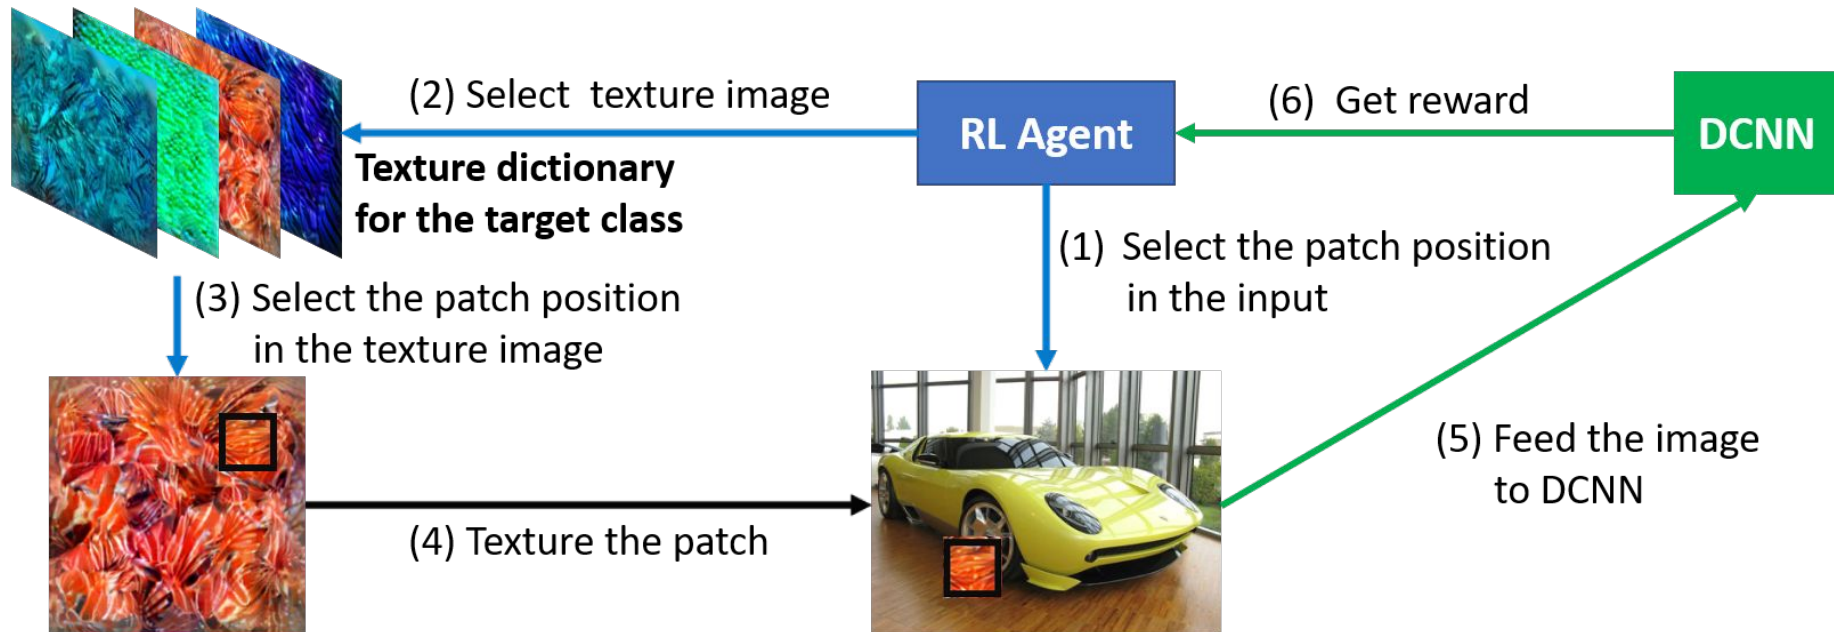 (2) Select texture image
RL Agent
(6) Get reward
DCNN
Texture dictionary
for the target class
(1) Select the patch position
in the input
(3) Select the patch position
in the texture image
(5) Feed the image
to DCNN
(4) Texture the patch